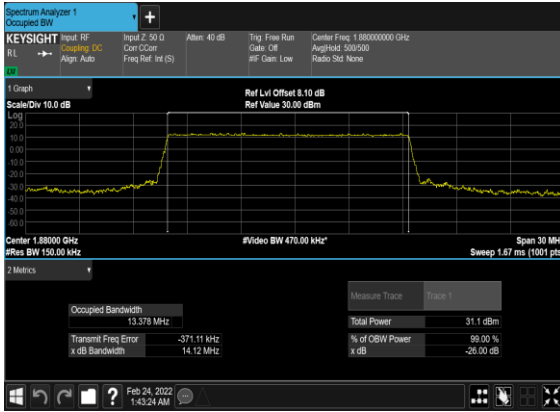 Spectrum Analyzer 1
Occupied BW
+
KEYSIGHT Input: RF Input Z: 50 Ω Atten: 40 dB Trig: Free Run Center Freq: 1.880000000 GHz
RL Coupling: DC Corr CCorr Gate: Off Avg|Hold: 500/500
Align: Auto Freq Ref: Int (S) #IF Gain: Low Radio Std: None
1 Graph
Ref Lvl Offset 8.10 dB
Scale/Div 10.0 dB Ref Value 30.00 dBm
Log
20.0
10.0
0.00
-10.0
-20.0
-30.0
-40.0
-50.0
-60.0
Center 1.88000 GHz #Video BW 470.00 kHz* Span 30 MH
#Res BW 150.00 kHz Sweep 1.67 ms (1001 pts
2 Metrics
Measure Trace Trace 1
Occupied Bandwidth
13.378 MHz Total Power 31.1 dBm
Transmit Freq Error -371.11 kHz % of OBW Power 99.00 %
x dB Bandwidth 14.12 MHz x dB -26.00 dB
? Feb 24, 2022
1:43:24 AM